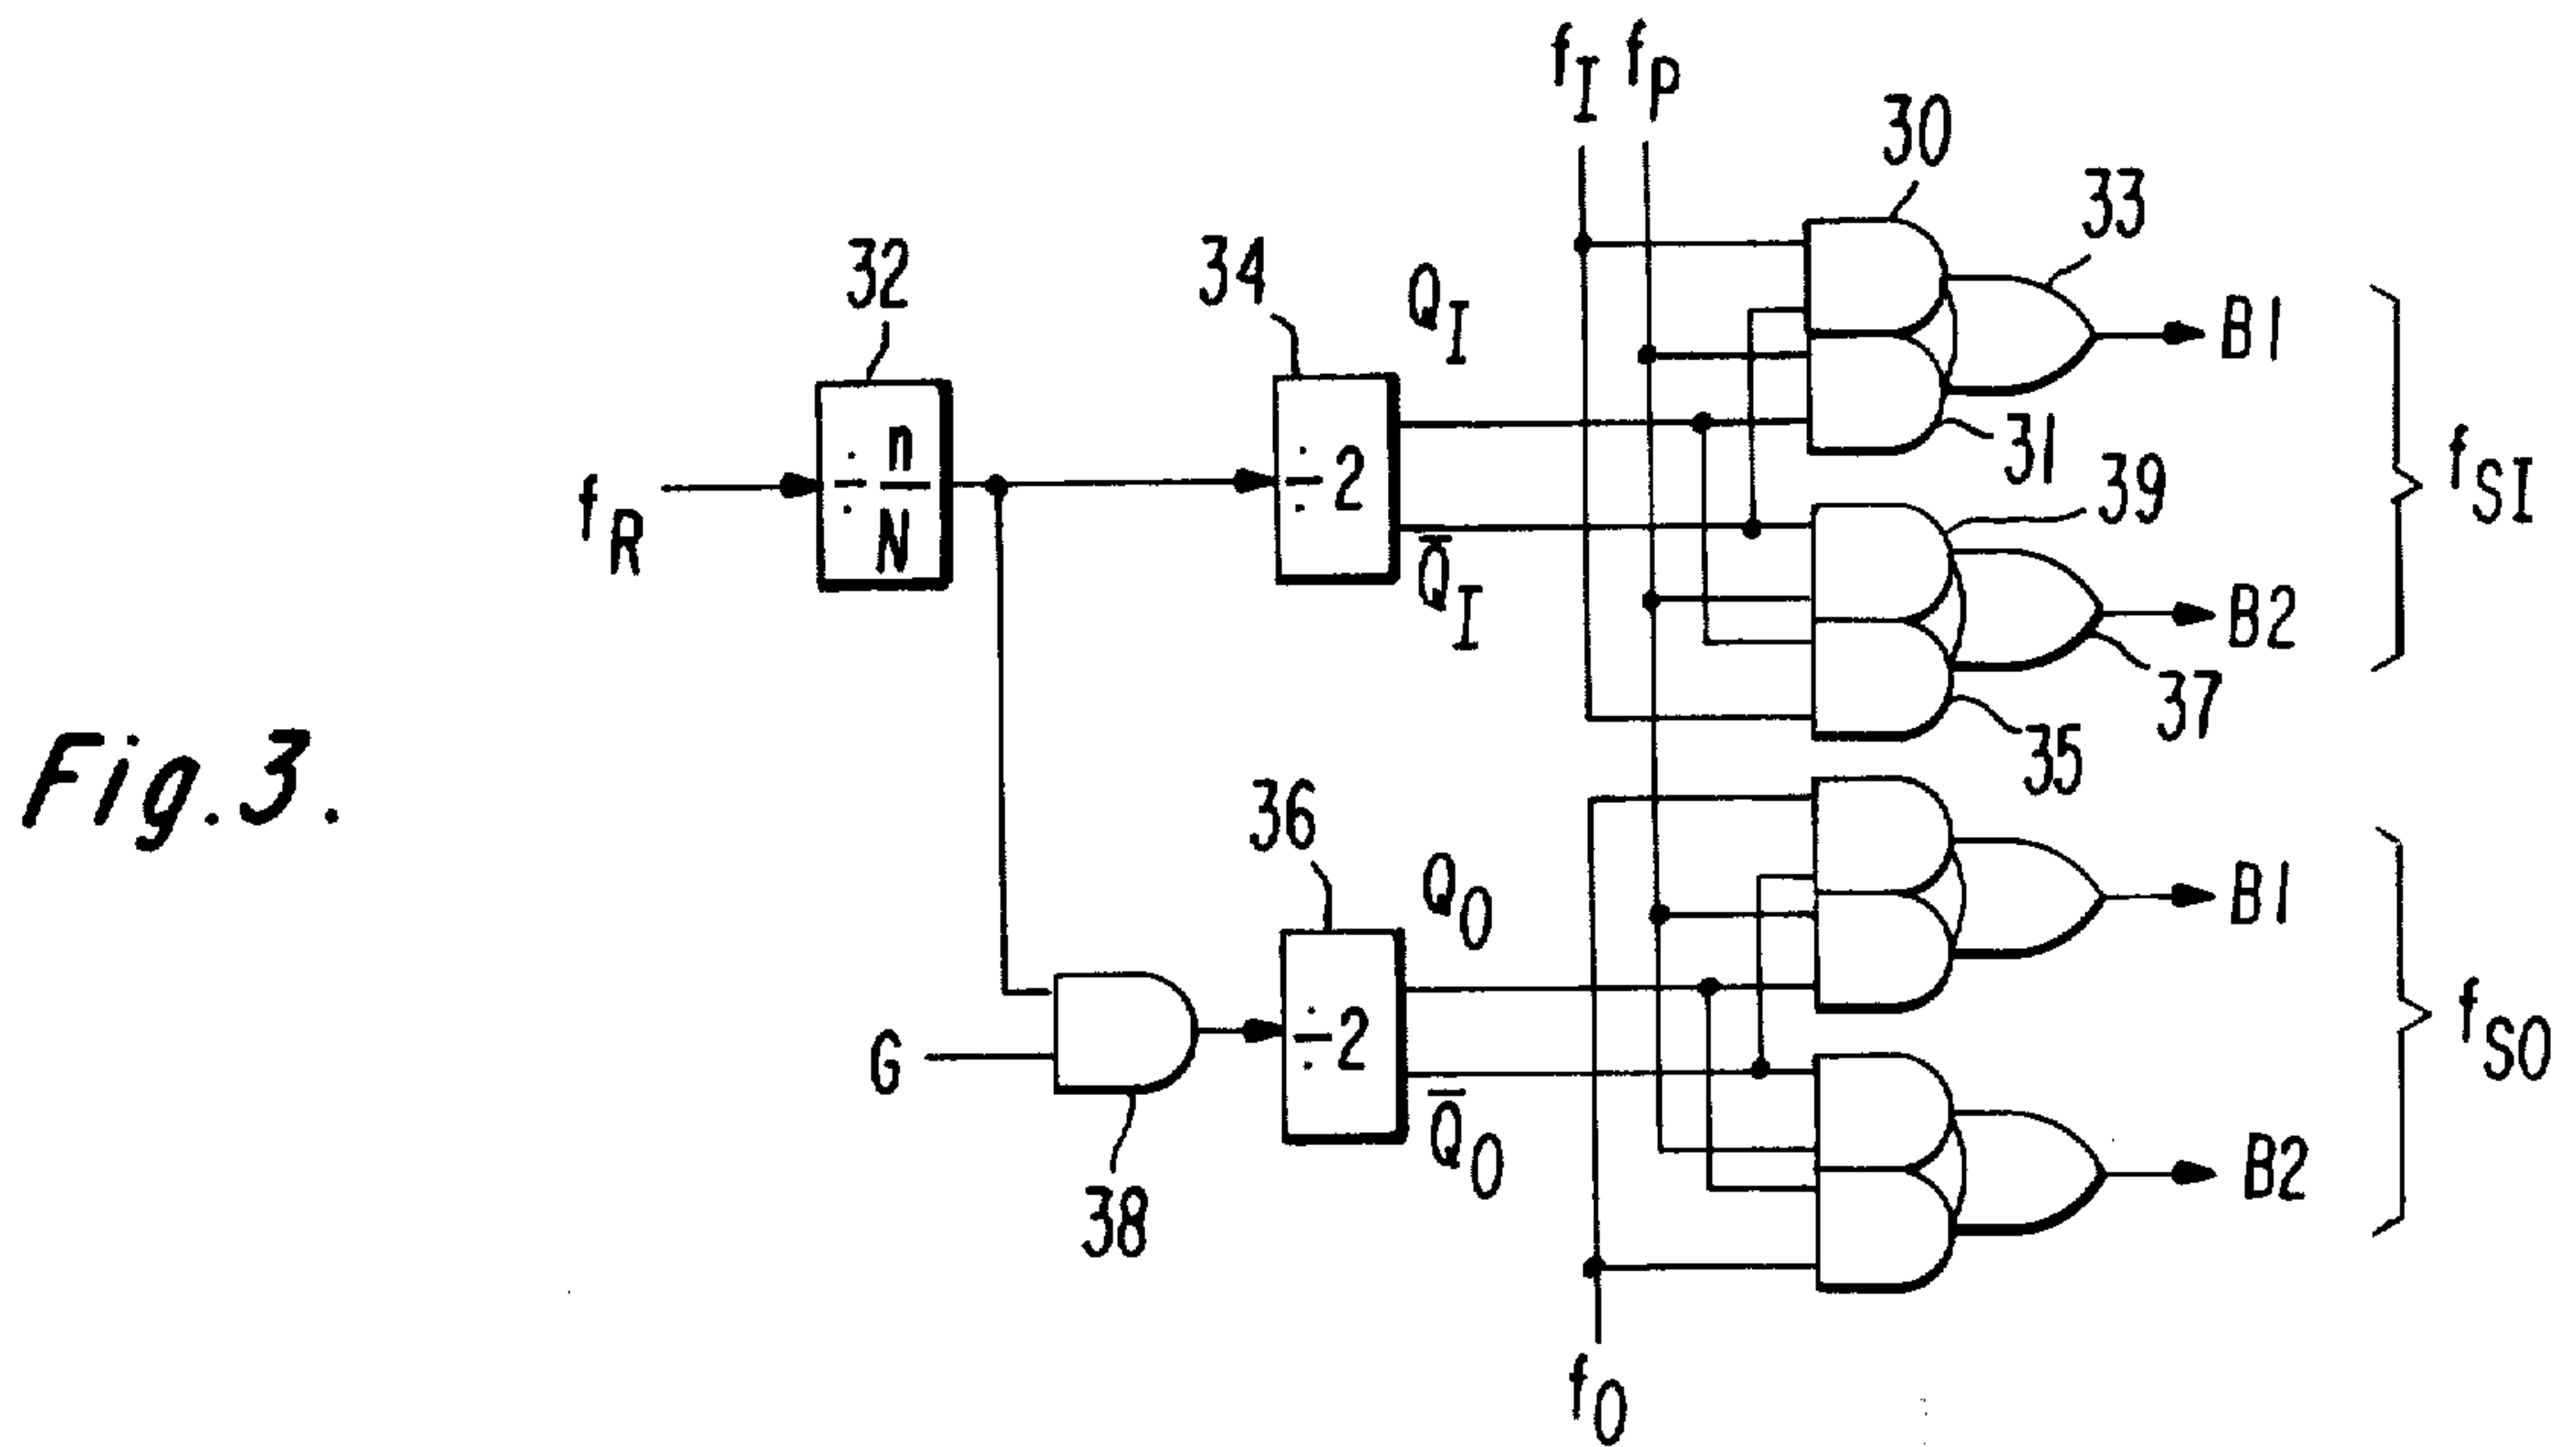 f_I f_P
30
33
32
34
Q_I
B1
÷ n/N
÷2
31
39
f_R
f_SI
Q̄_I
B2
37
35
Fig. 3.
36
Q_O
B1
f_SO
G
÷2
Q̄_O
B2
38
f_O